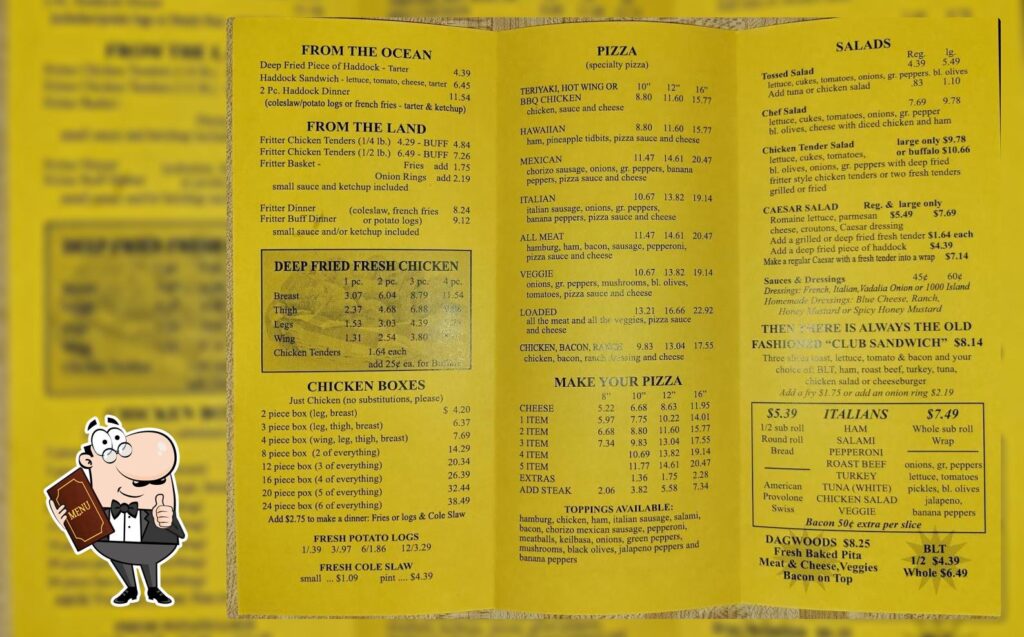 FROM THE OCEAN
Deep Fried Piece of Haddock - Tarter 4.39
Haddock Sandwich - lettuce, tomato, cheese, tarter 6.45
2 Pc. Haddock Dinner 11.54
(coleslaw/potato logs or french fries - tarter & ketchup)
FROM THE LAND
Fritter Chicken Tenders (1/4 lb.) 4.29 - BUFF 4.84
Fritter Chicken Tenders (1/2 lb.) 6.49 - BUFF 7.26
Fritter Basket - Fries add 1.75
Onion Rings add 2.19
small sauce and ketchup included
Fritter Dinner (coleslaw, french fries 8.24
Fritter Buff Dinner or potato logs) 9.12
small sauce and/or ketchup included
DEEP FRIED FRESH CHICKEN
1 pc. 2 pc. 3 pc. 4 pc.
Breast 3.07 6.04 8.79 11.54
Thigh 2.37 4.68 6.88
Legs 1.53 3.03 4.39
Wing 1.31 2.54 3.80
Chicken Tenders 1.64 each
add 25¢ ea. for Buffalo
CHICKEN BOXES
Just Chicken (no substitutions, please)
2 piece box (leg, breast) $ 4.20
3 piece box (leg, thigh, breast) 6.37
4 piece box (wing, leg, thigh, breast) 7.69
8 piece box (2 of everything) 14.29
12 piece box (3 of everything) 20.34
16 piece box (4 of everything) 26.39
20 piece pox (5 of everything) 32.44
24 piece box (6 of everything) 38.49
Add $2.75 to make a dinner: Fries or logs & Cole Slaw
FRESH POTATO LOGS
1/.39 3/.97 6/1.86 12/3.29
FRESH COLE SLAW
small ... $1.09 pint .... $4.39
PIZZA
(specialty pizza)
10" 12" 16"
TERIYAKI, HOT WING OR
BBQ CHICKEN 8.80 11.60 15.77
chicken, sauce and cheese
HAWAIIAN 8.80 11.60 15.77
ham, pineapple tidbits, pizza sauce and cheese
MEXICAN 11.47 14.61 20.47
chorizo sausage, onions, gr. peppers, banana
peppers, pizza sauce and cheese
ITALIAN 10.67 13.82 19.14
italian sausage, onions, gr. peppers,
banana peppers, pizza sauce and cheese
ALL MEAT 11.47 14.61 20.47
hamburg, ham, bacon, sausage, pepperoni,
pizza sauce and cheese
VEGGIE 10.67 13.82 19.14
onions, gr. peppers, mushrooms, bl. olives,
tomatoes, pizza sauce and cheese
LOADED 13.21 16.66 22.92
all the meat and all the veggies, pizza sauce
and cheese
CHICKEN, BACON, RANCH 9.83 13.04 17.55
chicken, bacon, ranch dressing and cheese
MAKE YOUR PIZZA
8" 10" 12" 16"
CHEESE 5.22 6.68 8.63 11.95
1 ITEM 5.97 7.75 10.22 14.01
2 ITEM 6.68 8.80 11.60 15.77
3 ITEM 7.34 9.83 13.04 17.55
4 ITEM 10.69 13.82 19.14
5 ITEM 11.77 14.61 20.47
EXTRAS 1.36 1.75 2.28
ADD STEAK 2.06 3.82 5.58 7.34
TOPPINGS AVAILABLE:
hamburg, chicken, ham, italian sausage, salami,
bacon, chorizo mexican sausage, pepperoni,
meatballs, keilbasa, onions, green peppers,
mushrooms, black olives, jalapeno peppers and
banana peppers
SALADS
Reg. lg.
Tossed Salad 4.39 5.49
lettuce, cukes, tomatoes, onions, gr. peppers. bl. olives
Add tuna or chicken salad .83 1.10
Chef Salad 7.69 9.78
lettuce, cukes, tomatoes, onions, gr. pepper
bl. olives, cheese with diced chicken and ham
Chicken Tender Salad large only $9.78
lettuce, cukes, tomatoes, or buffalo $10.66
bl. olives, onions, gr. peppers with deep fried
fritter style chicken tenders or two fresh tenders
grilled or fried
CAESAR SALAD Reg. & large only
Romaine lettuce, parmesan $5.49 $7.69
cheese, croutons, Caesar dressing
Add a grilled or deep fried fresh tender $1.64 each
Add a deep fried piece of haddock $4.39
Make a regular Caesar with a fresh tender into a wrap $7.14
Sauces & Dressings 45¢ 60¢
Dressings: French, Italian, Vadalia Onion or 1000 Island
Homemade Dressings: Blue Cheese, Ranch,
Honey Mustard or Spicy Honey Mustard
THEN THERE IS ALWAYS THE OLD
FASHIONED "CLUB SANDWICH" $8.14
Three slices toast, lettuce, tomato & bacon and your
choice of: BLT, ham, roast beef, turkey, tuna,
chicken salad or cheeseburger
Add a fry $1.75 or add an onion ring $2.19
$5.39 ITALIANS $7.49
1/2 sub roll HAM Whole sub roll
Round roll SALAMI Wrap
Bread PEPPERONI
ROAST BEEF onions, gr, peppers
TURKEY lettuce, tomatoes
American TUNA (WHITE) pickles, bl. olives
Provolone CHICKEN SALAD jalapeno,
Swiss VEGGIE banana peppers
Bacon 50¢ extra per slice
DAGWOODS $8.25
Fresh Baked Pita
Meat & Cheese, Veggies
Bacon on Top
BLT
1/2 $4.39
Whole $6.49
MENU